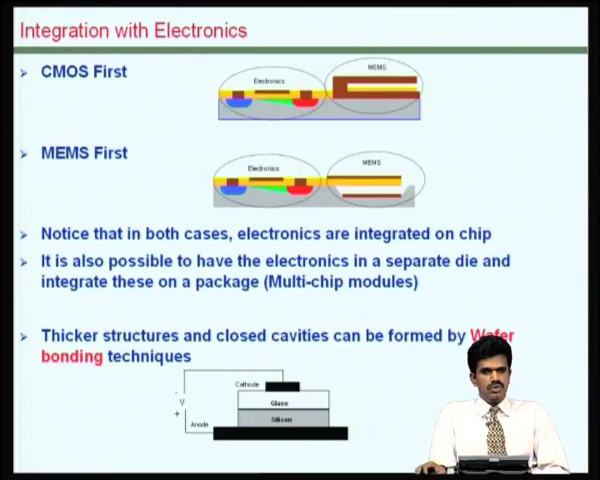 Integration with Electronics
CMOS First
Electronics
MEMS
MEMS First
Electronics
MEMS
Notice that in both cases, electronics are integrated on chip
It is also possible to have the electronics in a separate die and
integrate these on a package (Multi-chip modules)
Thicker structures and closed cavities can be formed by Wafer
bonding techniques
Cathode
-
V
+
Glass
Silicon
Anode